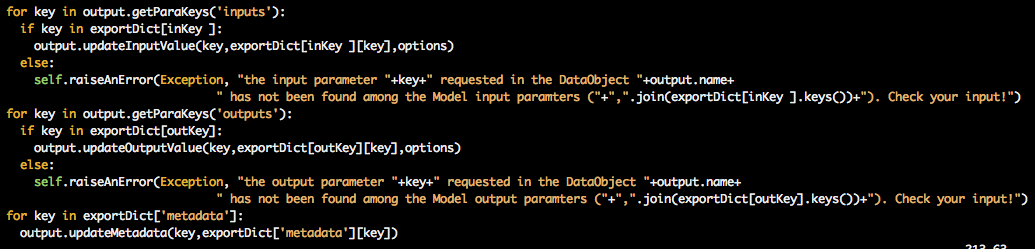 for key in output.getParaKeys('inputs'):
  if key in exportDict[inKey ]:
    output.updateInputValue(key,exportDict[inKey ][key],options)
  else:
    self.raiseAnError(Exception, "the input parameter "+key+" requested in the DataObject "+output.name+
                              " has not been found among the Model input paramters ("+",".join(exportDict[inKey ].keys())+"). Check your input!")
for key in output.getParaKeys('outputs'):
  if key in exportDict[outKey]:
    output.updateOutputValue(key,exportDict[outKey][key],options)
  else:
    self.raiseAnError(Exception, "the output parameter "+key+" requested in the DataObject "+output.name+
                              " has not been found among the Model output paramters ("+",".join(exportDict[outKey].keys())+"). Check your input!")
for key in exportDict['metadata']:
  output.updateMetadata(key,exportDict['metadata'][key])